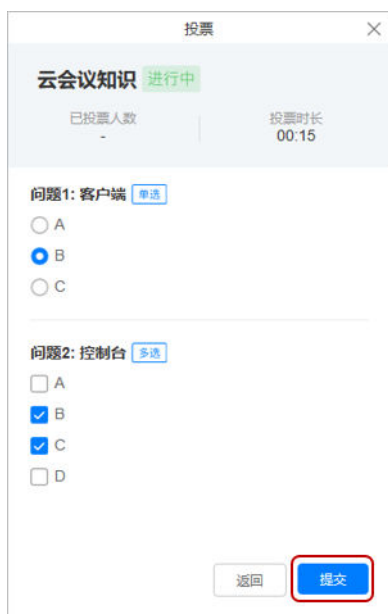 投票
云会议知识 进行中
已投票人数 投票时长
- 00:15
问题1: 客户端 单选
A
B
C
问题2: 控制台 多选
A
B
C
D
返回 提交